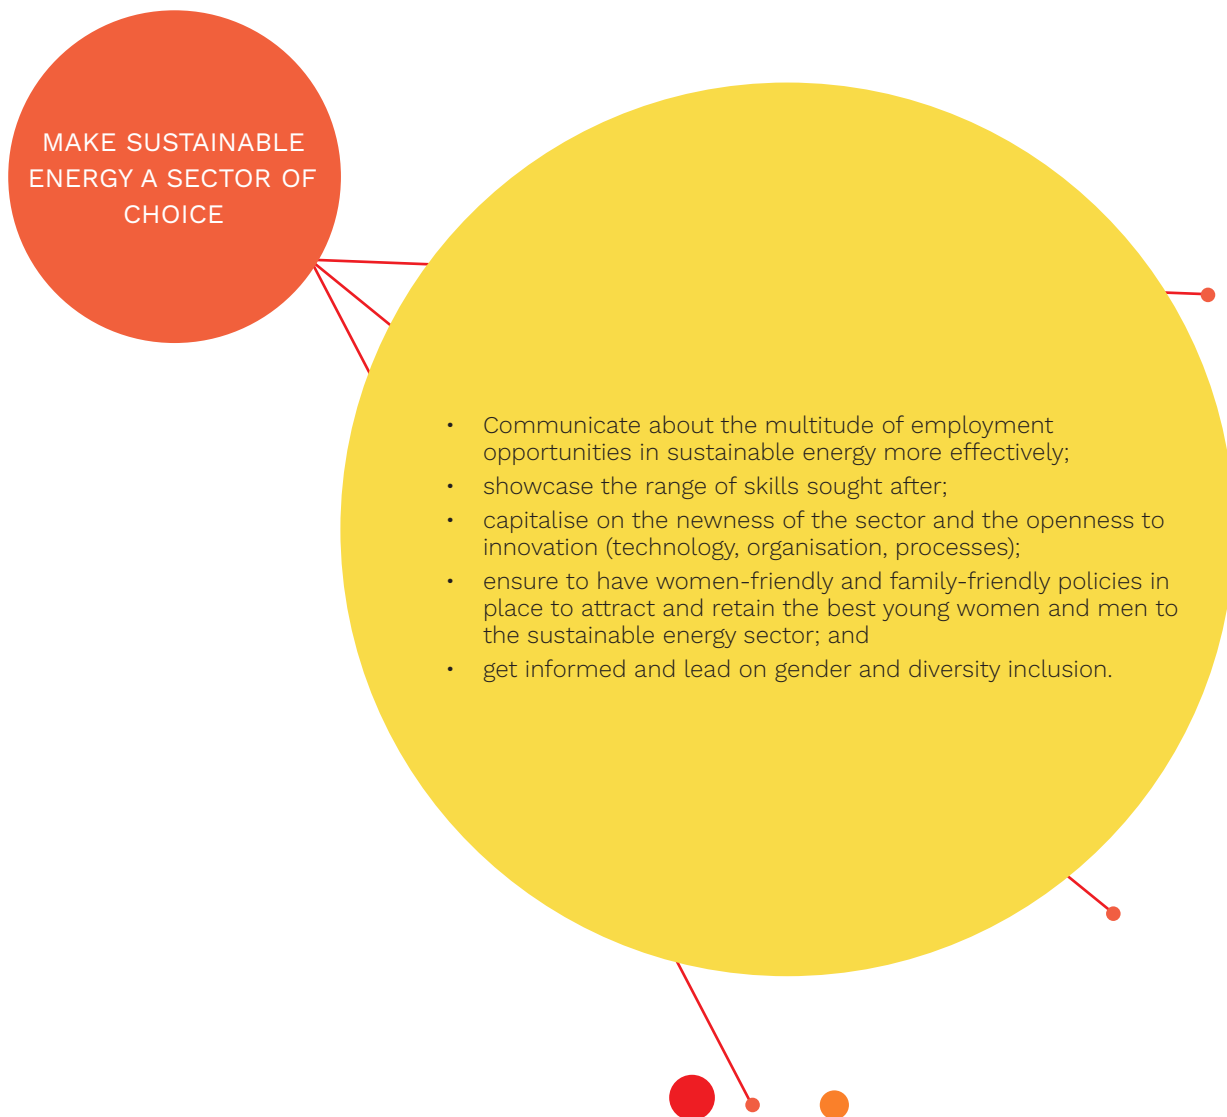 MAKE SUSTAINABLE
ENERGY A SECTOR OF
CHOICE
• Communicate about the multitude of employment
opportunities in sustainable energy more effectively;
• showcase the range of skills sought after;
• capitalise on the newness of the sector and the openness to
innovation (technology, organisation, processes);
• ensure to have women-friendly and family-friendly policies in
place to attract and retain the best young women and men to
the sustainable energy sector; and
• get informed and lead on gender and diversity inclusion.